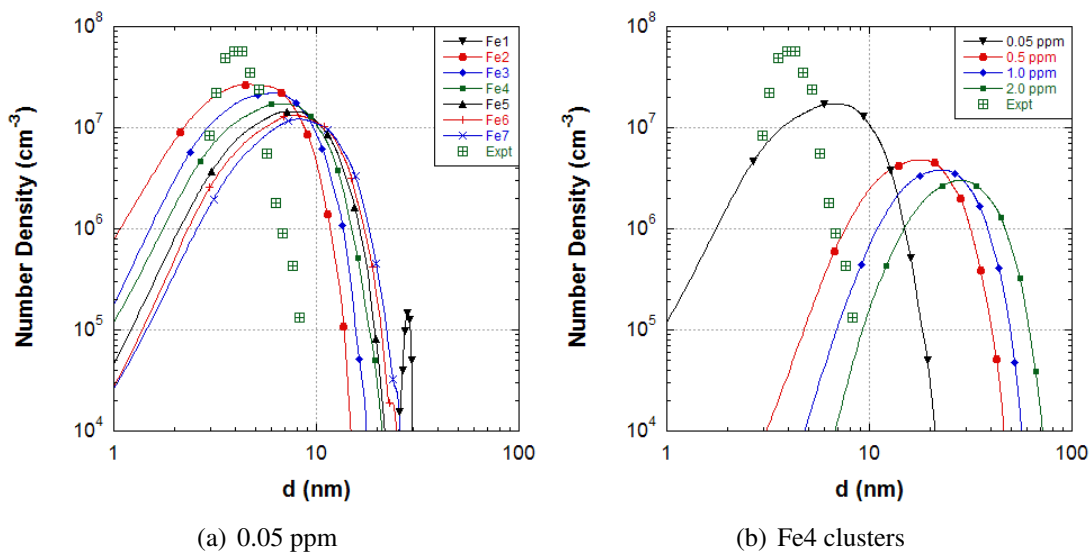 10^8
10^7
10^6
10^5
10^4
Number Density (cm^-3)
Fe1
Fe2
Fe3
Fe4
Fe5
Fe6
Fe7
Expt
1 10 100
d (nm)
(a) 0.05 ppm
10^8
10^7
10^6
10^5
10^4
Number Density (cm^-3)
0.05 ppm
0.5 ppm
1.0 ppm
2.0 ppm
Expt
1 10 100
d (nm)
(b) Fe4 clusters